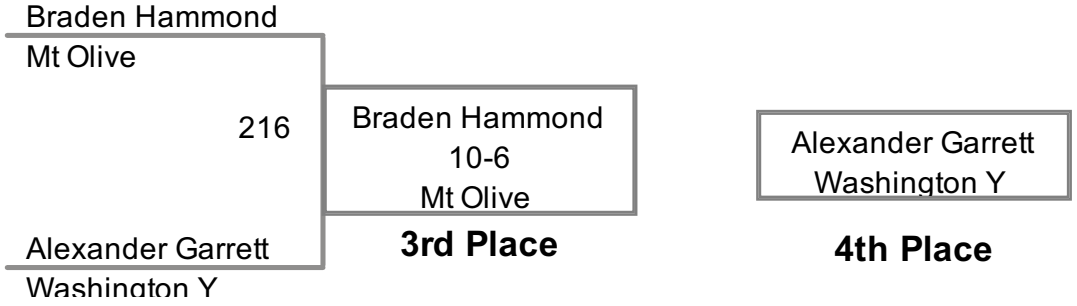 Braden Hammond
Mt Olive
216
Braden Hammond
10-6
Mt Olive
3rd Place
Alexander Garrett
Washington Y
4th Place
Alexander Garrett
Washington Y